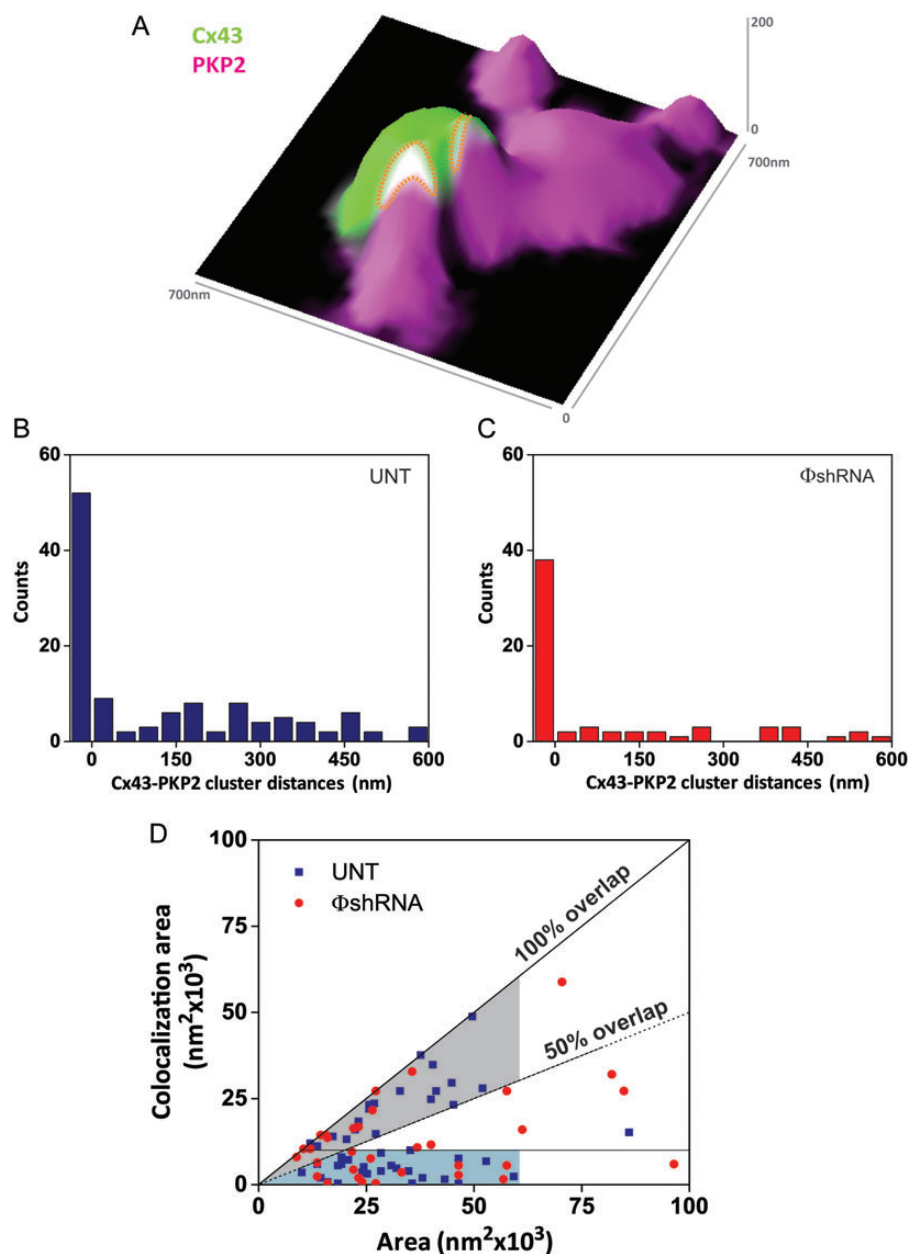 A
Cx43
PKP2
200
0
700nm
700nm
0
B
60
40
20
0
Counts
UNT
0 150 300 450 600
Cx43-PKP2 cluster distances (nm)
C
60
40
20
0
Counts
ΦshRNA
0 150 300 450 600
Cx43-PKP2 cluster distances (nm)
D
100
75
50
25
0
Colocalization area
(nm²x10³)
UNT
ΦshRNA
100% overlap
50% overlap
0 25 50 75 100
Area (nm²x10³)